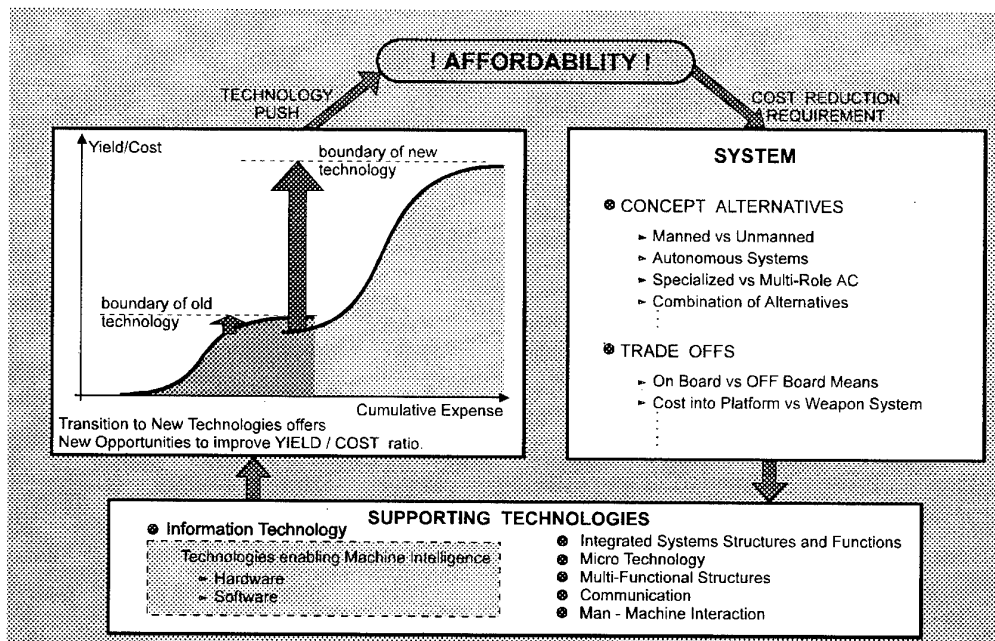 ! AFFORDABILITY !
TECHNOLOGY
PUSH
COST REDUCTION
REQUIREMENT
Yield/Cost
boundary of new
technology
boundary of old
technology
Cumulative Expense
Transition to New Technologies offers
New Opportunities to improve YIELD / COST ratio.
SYSTEM
CONCEPT ALTERNATIVES
Manned vs Unmanned
Autonomous Systems
Specialized vs Multi-Role AC
Combination of Alternatives
TRADE OFFS
On Board vs OFF Board Means
Cost into Platform vs Weapon System
SUPPORTING TECHNOLOGIES
Information Technology
Technologies enabling Machine Intelligence
Hardware
Software
Integrated Systems Structures and Functions
Micro Technology
Multi-Functional Structures
Communication
Man - Machine Interaction